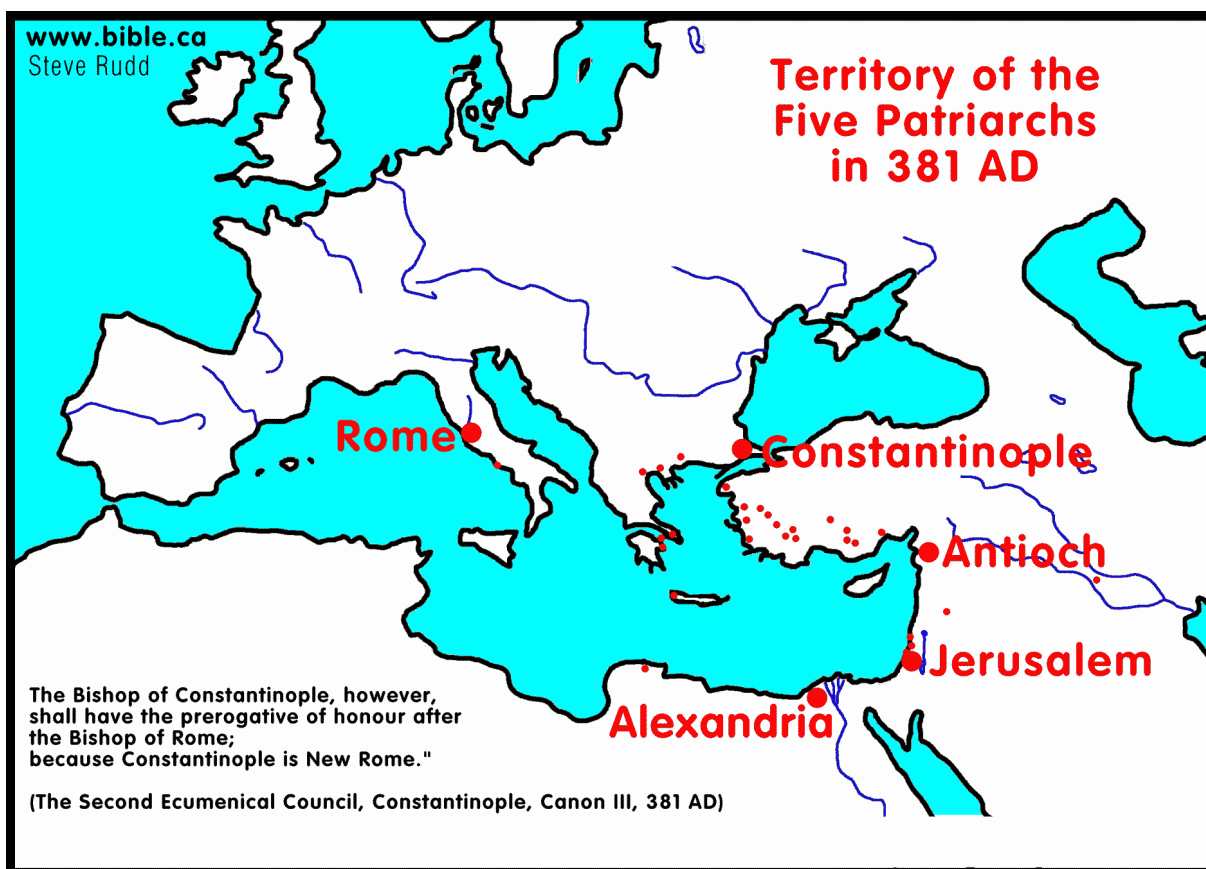 www.bible.ca
Steve Rudd
Territory of the
Five Patriarchs
in 381 AD
Rome
Constantinople
Antioch
Jerusalem
Alexandria
The Bishop of Constantinople, however,
shall have the prerogative of honour after
the Bishop of Rome;
because Constantinople is New Rome."
(The Second Ecumenical Council, Constantinople, Canon III, 381 AD)